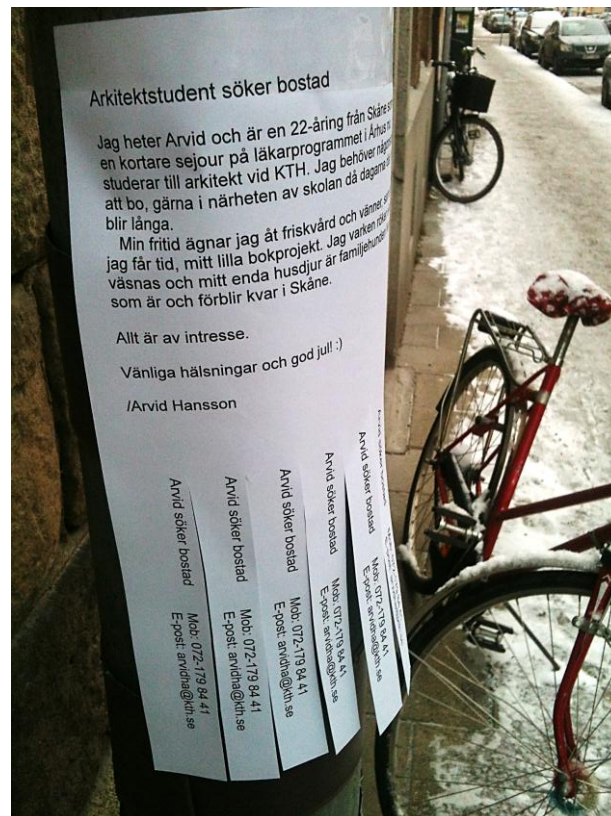 Arkitektstudent söker bostad
Jag heter Arvid och är en 22-åring från Skåne
en kortare sejour på läkarprogrammet i Århus
studerar till arkitekt vid KTH. Jag behöver
att bo, gärna i närheten av skolan då dagarna
blir långa.
Min fritid ägnar jag åt friskvård och vänner,
jag får tid, mitt lilla bokprojekt. Jag varken
väsnas och mitt enda husdjur är familjehunden
som är och förblir kvar i Skåne.
Allt är av intresse.
Vänliga hälsningar och god jul! :)
/Arvid Hansson
Arvid söker bostad
Mob: 072-179 84 41
E-post: arvidha@kth.se
Arvid söker bostad
Mob: 072-179 84 41
E-post: arvidha@kth.se
Arvid söker bostad
Mob: 072-179 84 41
E-post: arvidha@kth.se
Arvid söker bostad
Mob: 072-179 84 41
E-post: arvidha@kth.se
Arvid söker bostad
Mob: 072-179 84 41
E-post: arvidha@kth.se
Arvid söker bostad